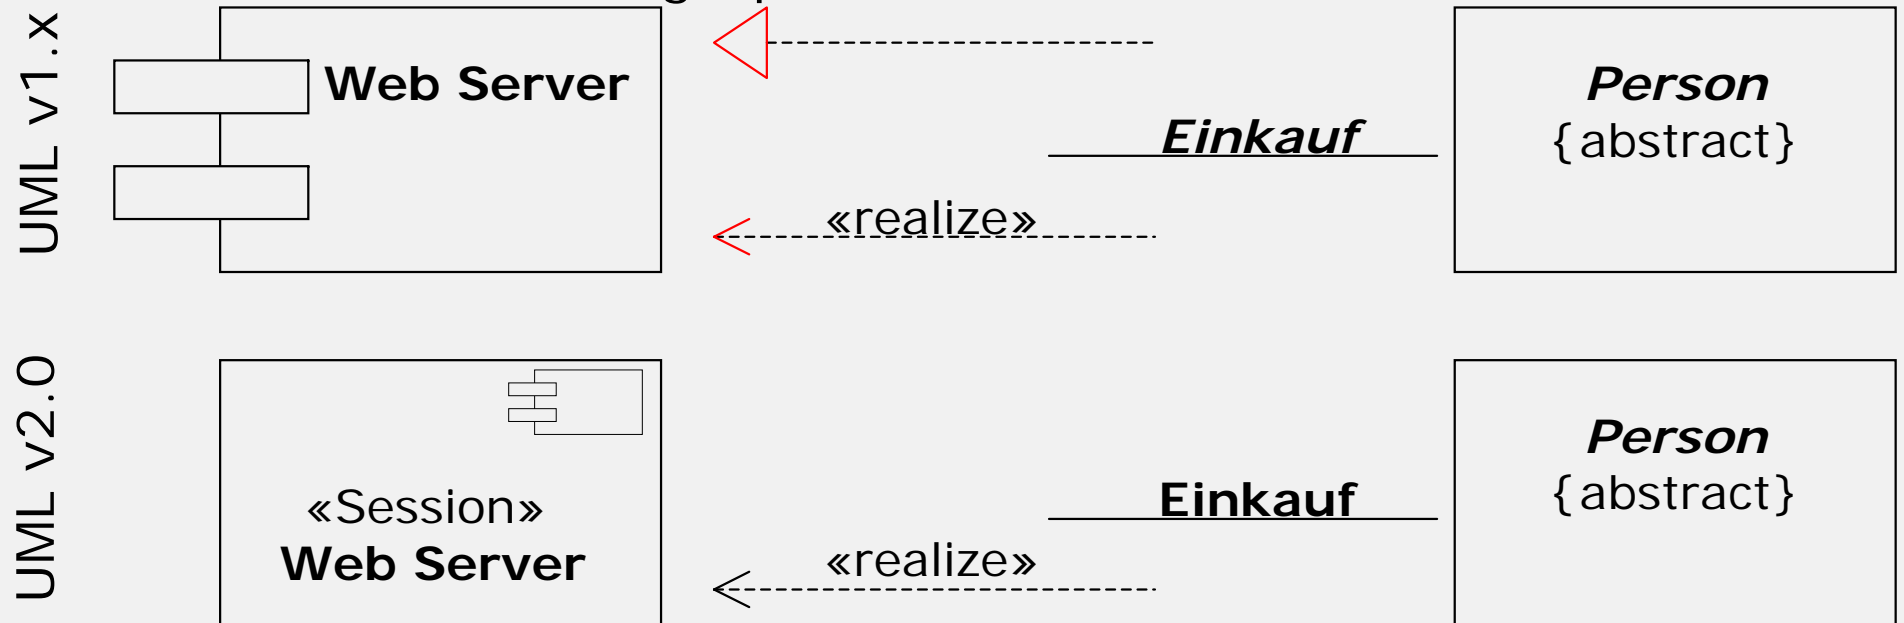 UML v1.x
Web Server
Einkauf
«realize»
Person
{abstract}
UML v2.0
«Session»
Web Server
Einkauf
«realize»
Person
{abstract}